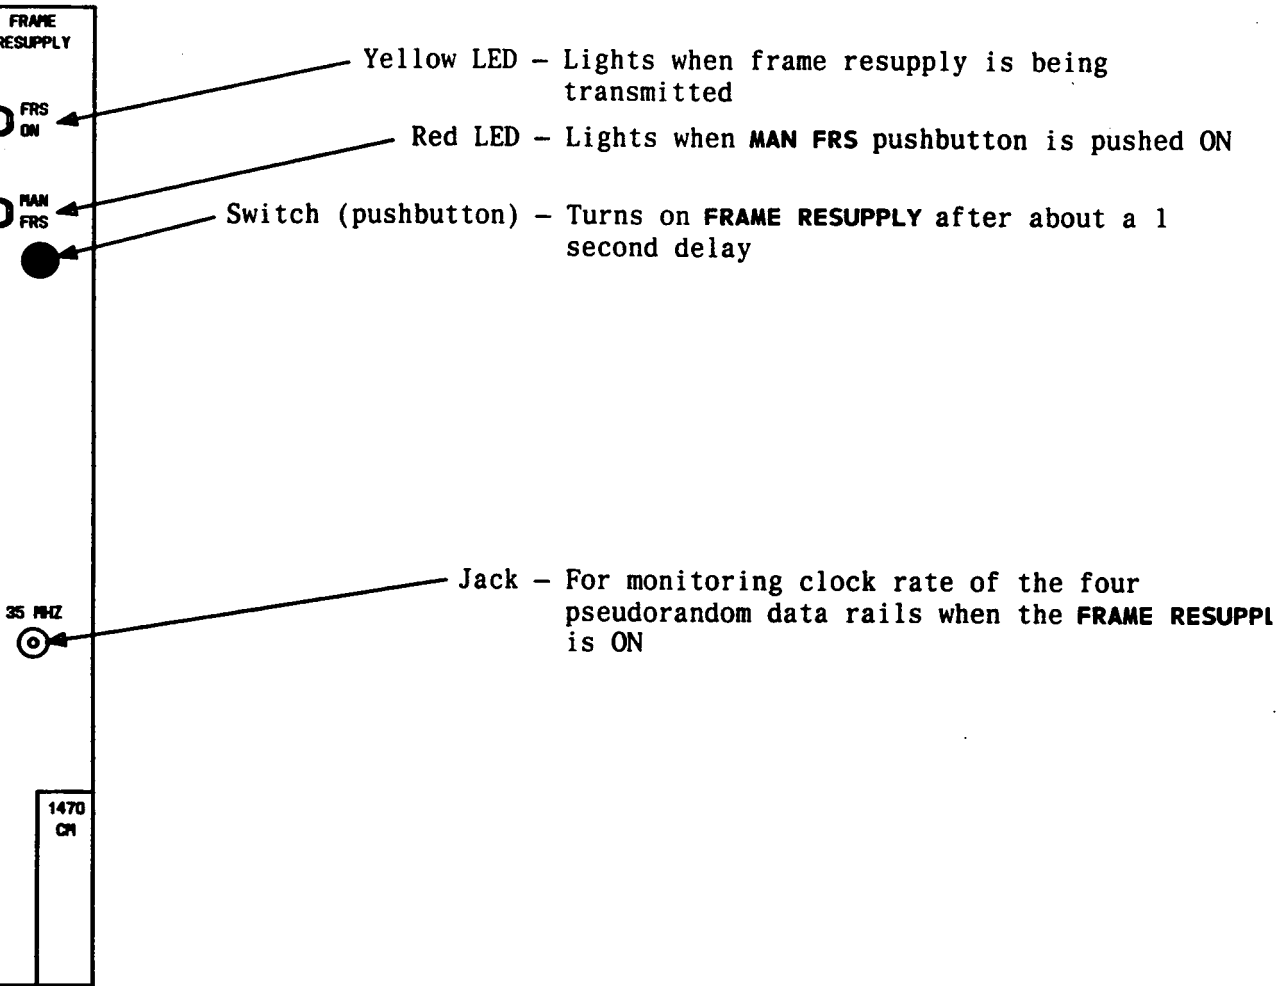 FRAME
RESUPPLY
Yellow LED – Lights when frame resupply is being
transmitted
FRS
ON
Red LED – Lights when MAN FRS pushbutton is pushed ON
MAN
FRS
Switch (pushbutton) – Turns on FRAME RESUPPLY after about a 1
second delay
Jack – For monitoring clock rate of the four
35 MHZ
pseudorandom data rails when the FRAME RESUPPL
is ON
1470
CM